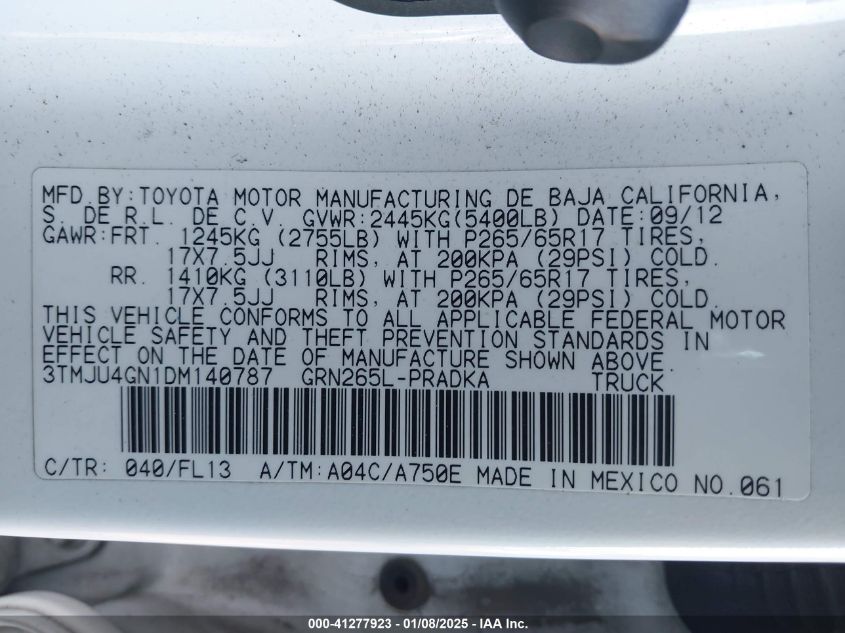 MFD.BY:TOYOTA MOTOR MANUFACTURING DE BAJA CALIFORNIA,
S. DE R.L. DE C.V. GVWR:2445KG(5400LB) DATE:09/12
GAWR:FRT. 1245KG (2755LB) WITH P265/65R17 TIRES,
17X7.5JJ RIMS, AT 200KPA (29PSI) COLD.
RR. 1410KG (3110LB) WITH P265/65R17 TIRES,
17X7.5JJ RIMS, AT 200KPA (29PSI) COLD.
THIS VEHICLE CONFORMS TO ALL APPLICABLE FEDERAL MOTOR
VEHICLE SAFETY AND THEFT PREVENTION STANDARDS IN
EFFECT ON THE DATE OF MANUFACTURE SHOWN ABOVE.
3TMJU4GN1DM140787 GRN265L-PRADKA TRUCK
C/TR: 040/FL13 A/TM:A04C/A750E MADE IN MEXICO NO.061
000-41277923 - 01/08/2025 - IAA Inc.